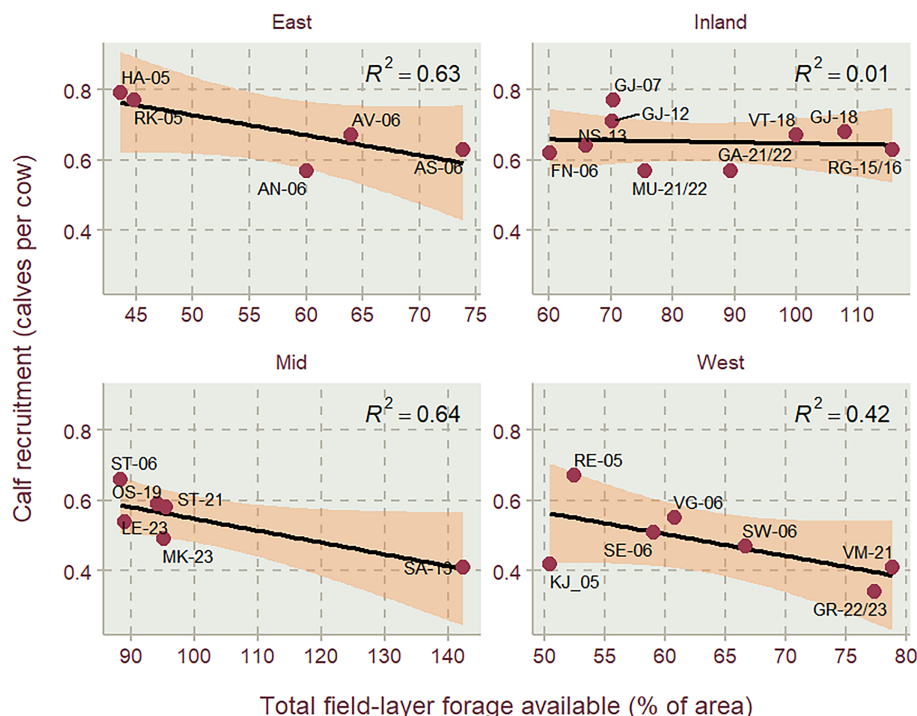 East
Inland
R² = 0.63
R² = 0.01
HA-05
RK-05
AV-06
AN-06
AS-06
GJ-07
GJ-12
NS-13
FN-06
MU-21/22
GA-21/22
VT-18
GJ-18
RG-15/16
0.8
0.6
0.4
45
50
55
60
65
70
75
60
70
80
90
100
110
Calf recruitment (calves per cow)
Mid
West
R² = 0.64
R² = 0.42
ST-06
OS-19
ST-21
LE-23
MK-23
SA-13
RE-05
VG-06
SE-06
SW-06
KJ_05
VM-21
GR-22/23
0.8
0.6
0.4
90
100
110
120
130
140
50
55
60
65
70
75
80
Total field-layer forage available (% of area)